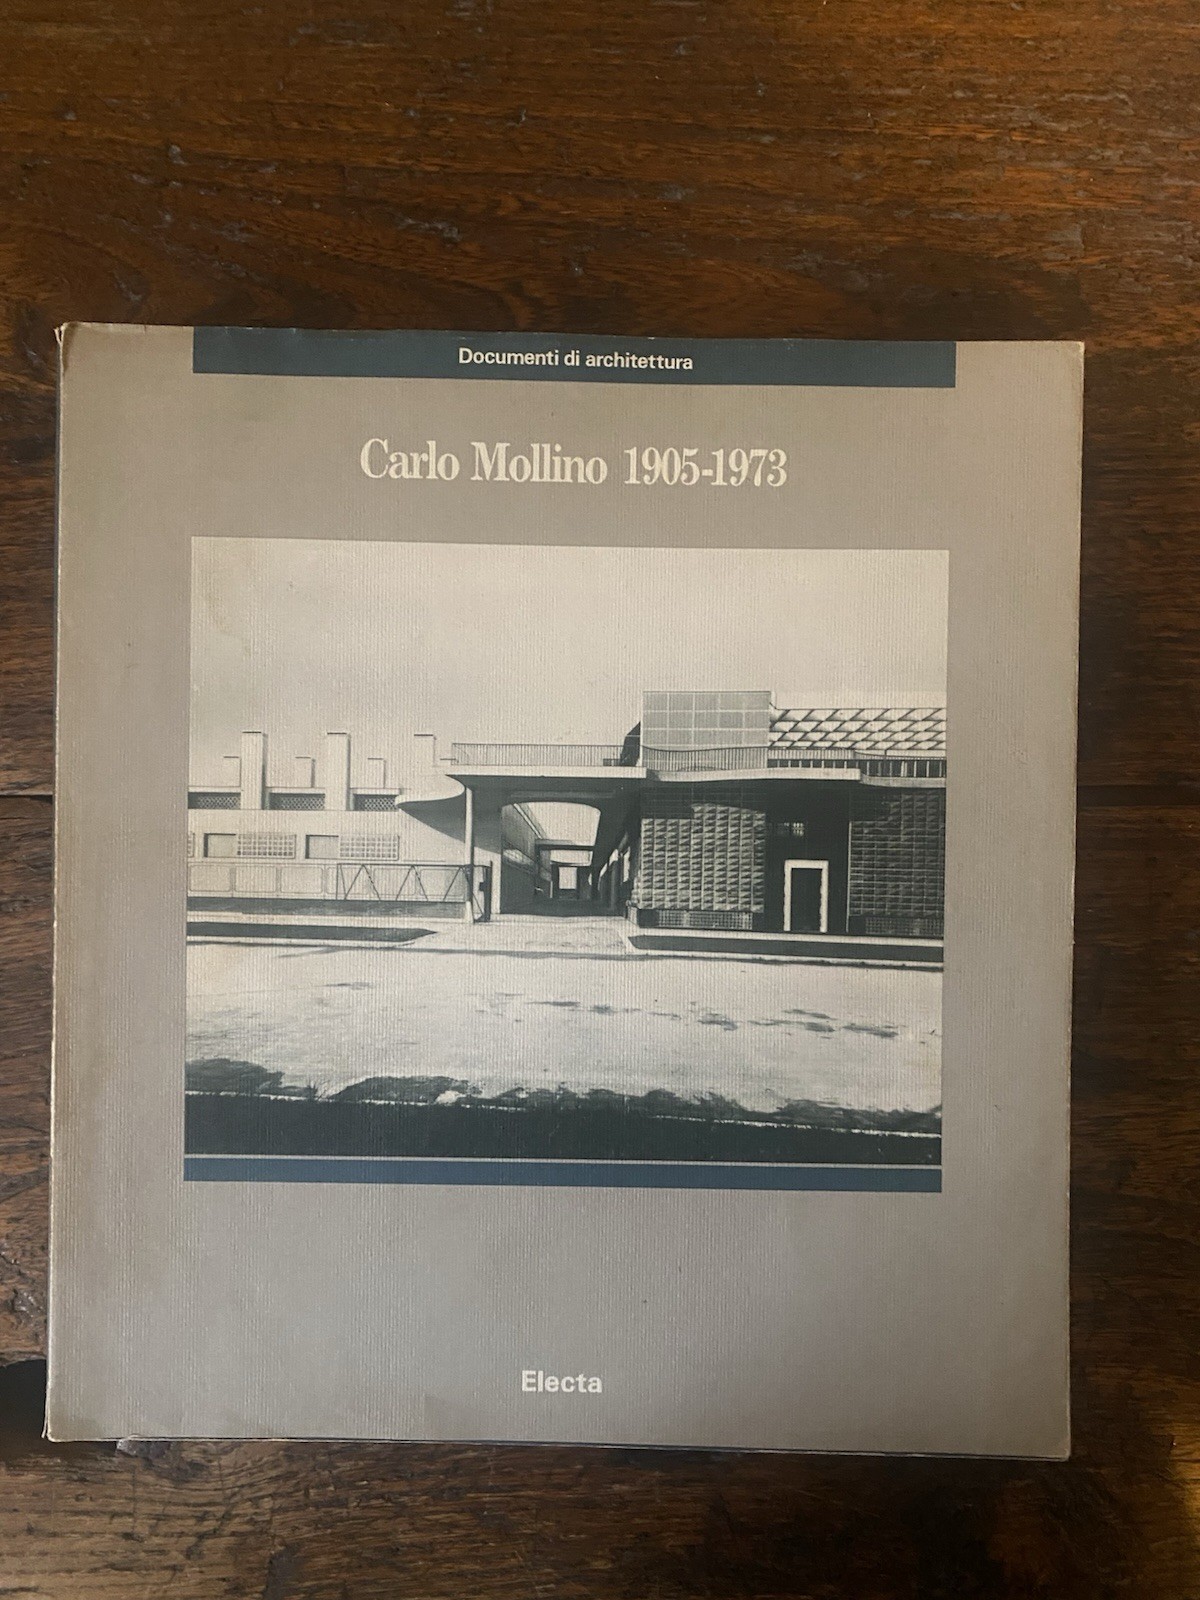 Documenti di architettura
Carlo Mollino 1905-1973
Electa